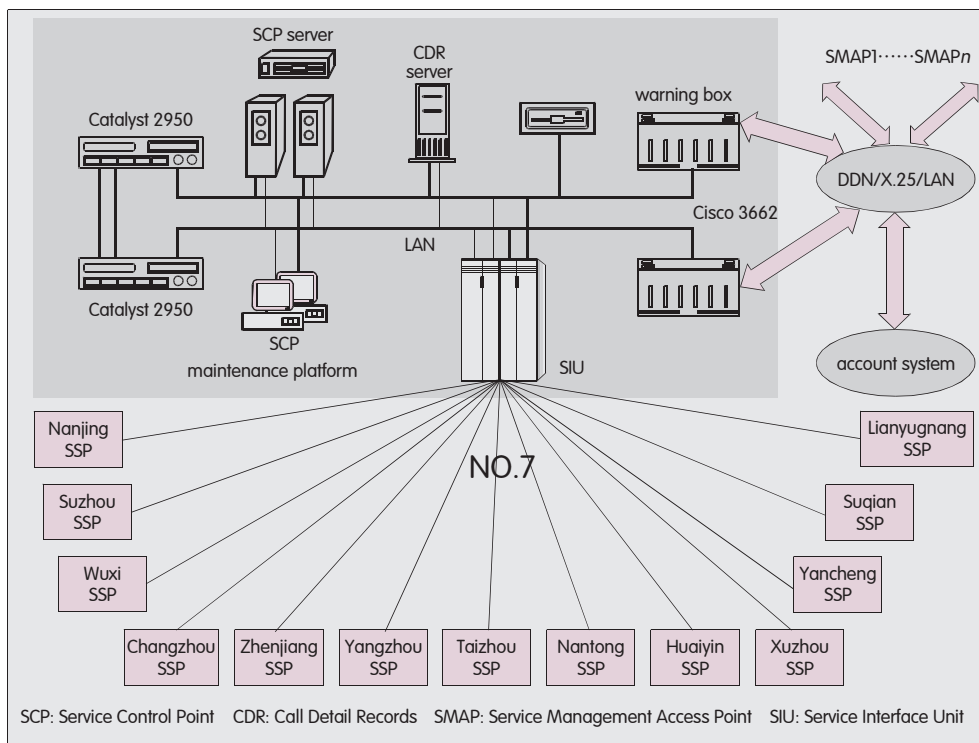 SCP server
CDR
server
SMAP1······SMAPn
Catalyst 2950
warning box
DDN/X.25/LAN
Cisco 3662
LAN
Catalyst 2950
SCP
maintenance platform
SIU
account system
Nanjing
SSP
Lianyugnang
SSP
NO.7
Suzhou
SSP
Suqian
SSP
Wuxi
SSP
Yancheng
SSP
Changzhou
SSP
Zhenjiang
SSP
Yangzhou
SSP
Taizhou
SSP
Nantong
SSP
Huaiyin
SSP
Xuzhou
SSP
SCP: Service Control Point CDR: Call Detail Records SMAP: Service Management Access Point SIU: Service Interface Unit